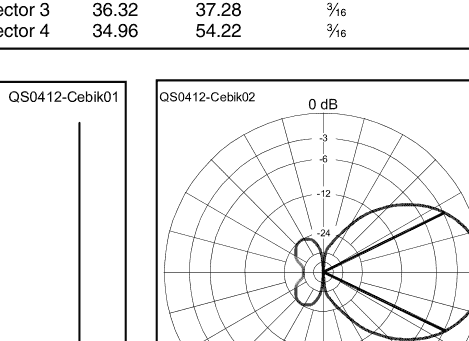 ector 3 36.32 37.28 ³⁄₁₆
ector 4 34.96 54.22 ³⁄₁₆
QS0412-Cebik01
QS0412-Cebik02
0 dB
-3
-6
-12
-24